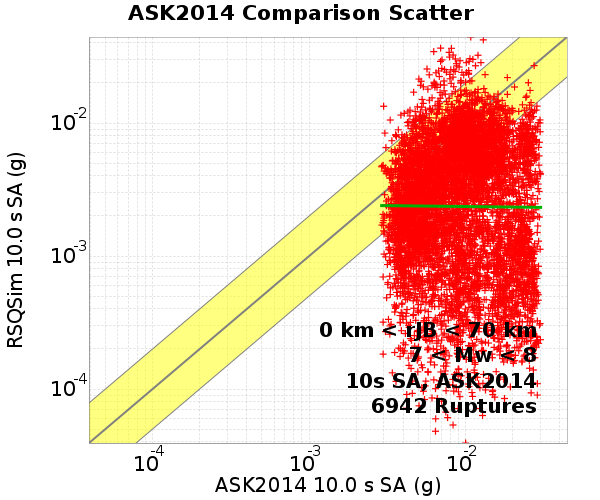 ASK2014 Comparison Scatter
RSQSim 10.0 s SA (g)
10-2
10-3
10-4
0 km < rJB < 70 km
7 < Mw < 8
10s SA, ASK2014
6942 Ruptures
10-4 10-3 10-2
ASK2014 10.0 s SA (g)